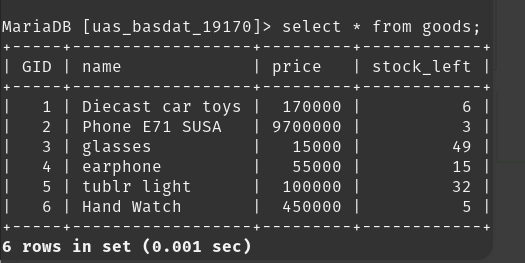 MariaDB [uas_basdat_19170]> select * from goods;
+-----+------------------+---------+------------+
| GID | name             | price   | stock_left |
+-----+------------------+---------+------------+
|   1 | Diecast car toys |  170000 |          6 |
|   2 | Phone E71 SUSA   | 9700000 |          3 |
|   3 | glasses          |   15000 |         49 |
|   4 | earphone         |   55000 |         15 |
|   5 | tublr light      |  100000 |         32 |
|   6 | Hand Watch       |  450000 |          5 |
+-----+------------------+---------+------------+
6 rows in set (0.001 sec)